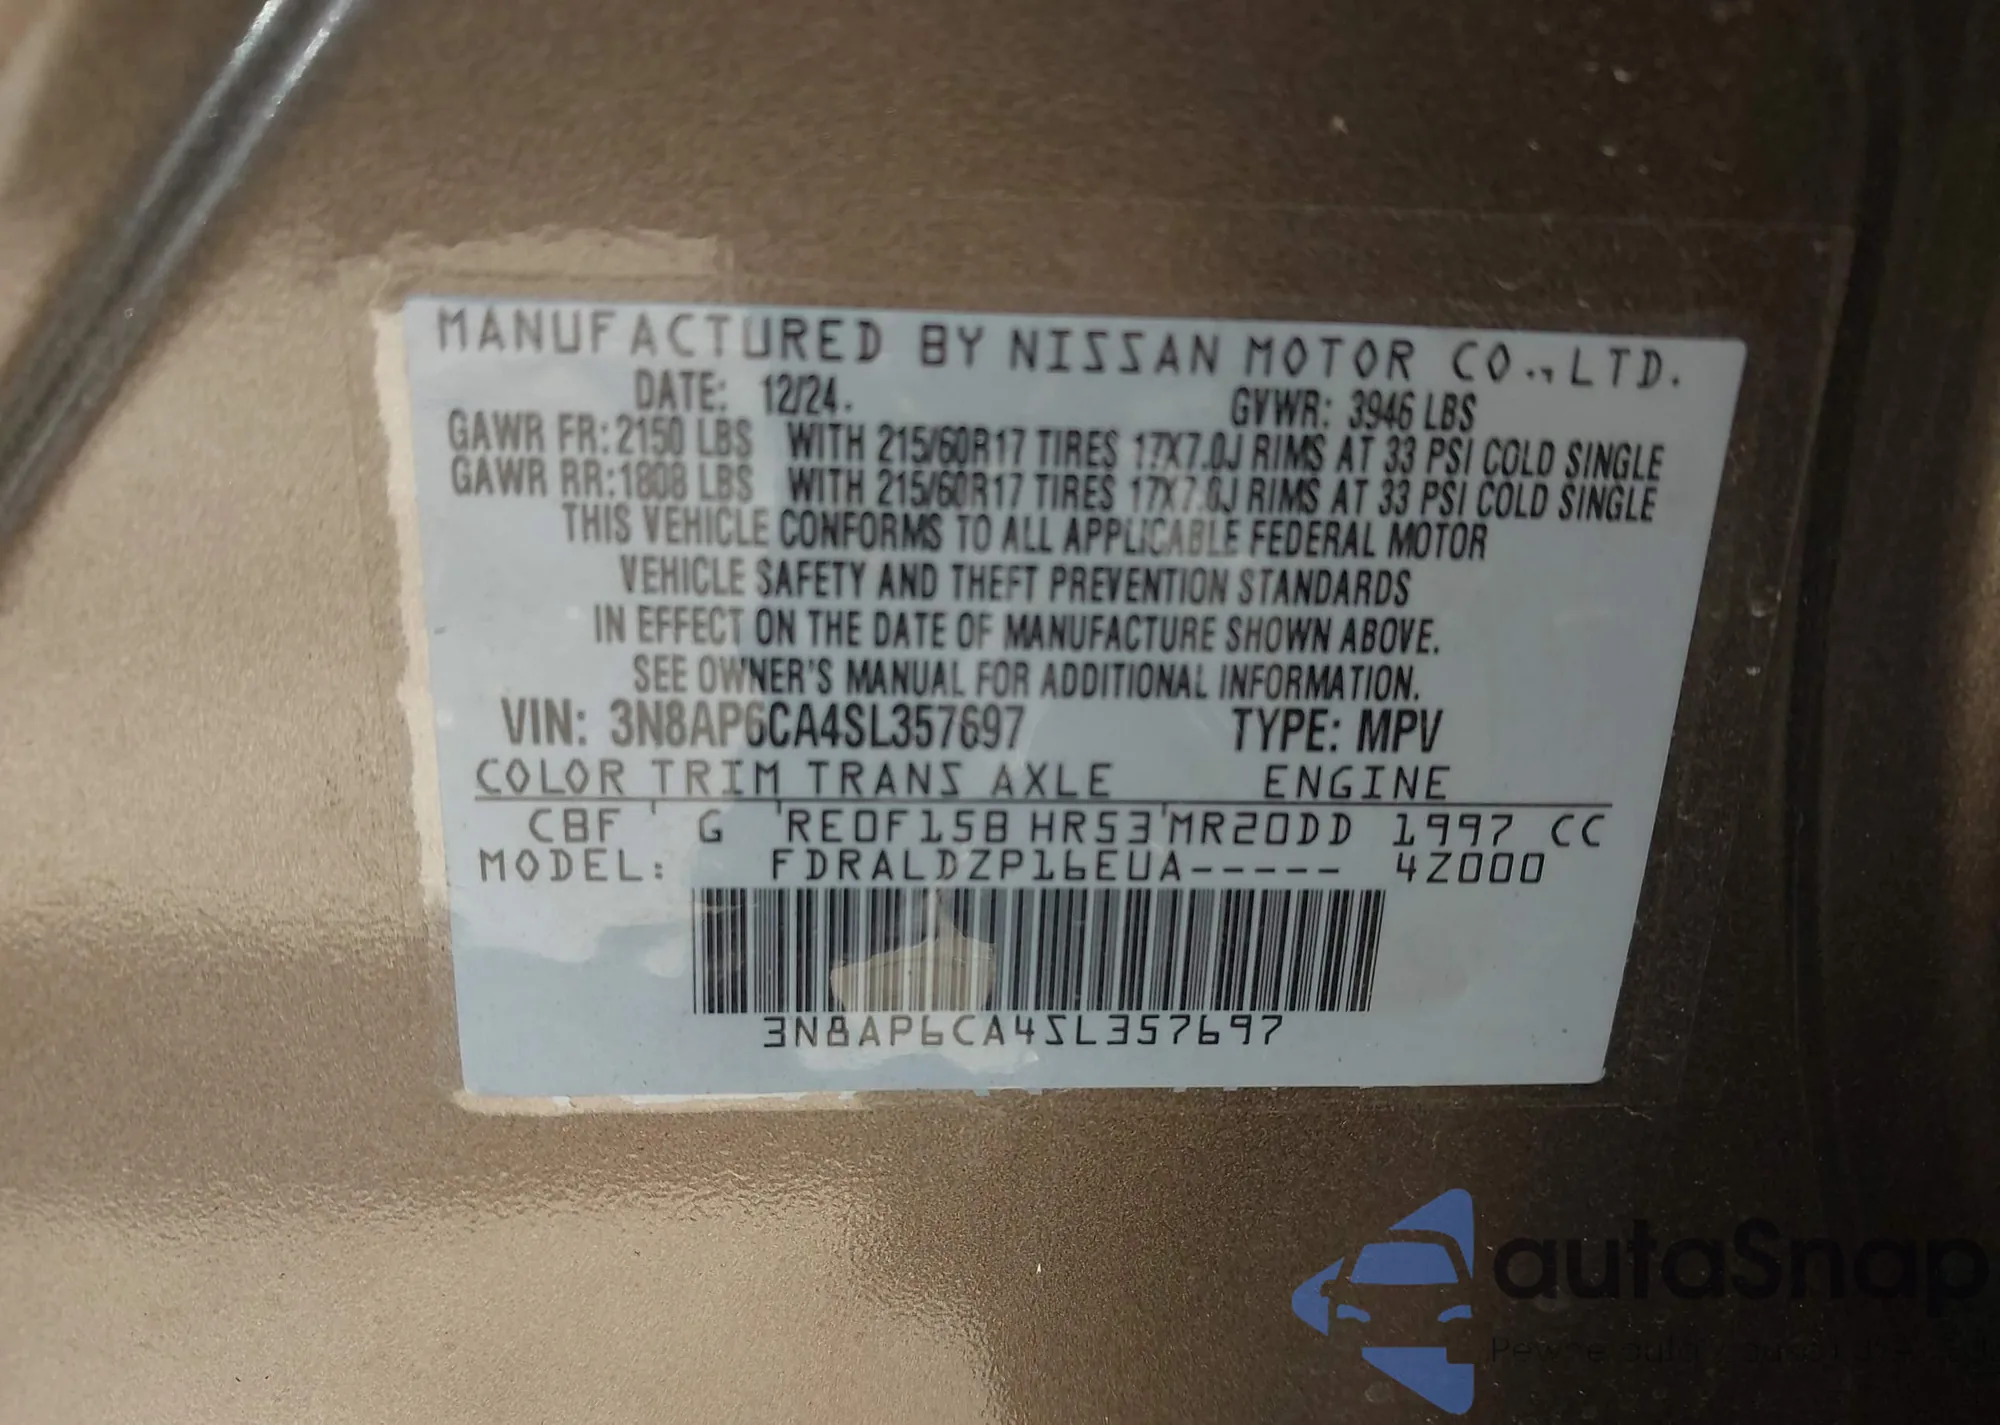 MANUFACTURED BY NISSAN MOTOR CO., LTD.
DATE: 12/24. GVWR: 3946 LBS
GAWR FR: 2150 LBS WITH 215/60R17 TIRES 17X7.0J RIMS AT 33 PSI COLD SINGLE
GAWR RR: 1808 LBS WITH 215/60R17 TIRES 17X7.0J RIMS AT 33 PSI COLD SINGLE
THIS VEHICLE CONFORMS TO ALL APPLICABLE FEDERAL MOTOR
VEHICLE SAFETY AND THEFT PREVENTION STANDARDS
IN EFFECT ON THE DATE OF MANUFACTURE SHOWN ABOVE.
SEE OWNER'S MANUAL FOR ADDITIONAL INFORMATION.
VIN: 3N8AP6CA4SL357697 TYPE: MPV
COLOR TRIM TRANS AXLE ENGINE
CBF G RE0F15B HR53 MR20DD 1997 CC
MODEL: FDRALDZP16EUA----- 4Z000
3N8AP6CA4SL357697
autaSnap